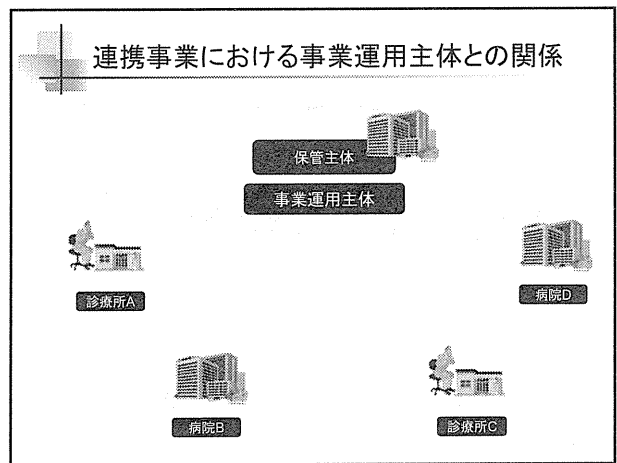 連携事業における事業運用主体との関係
保管主体
事業運用主体
診療所A
病院D
病院B
診療所C